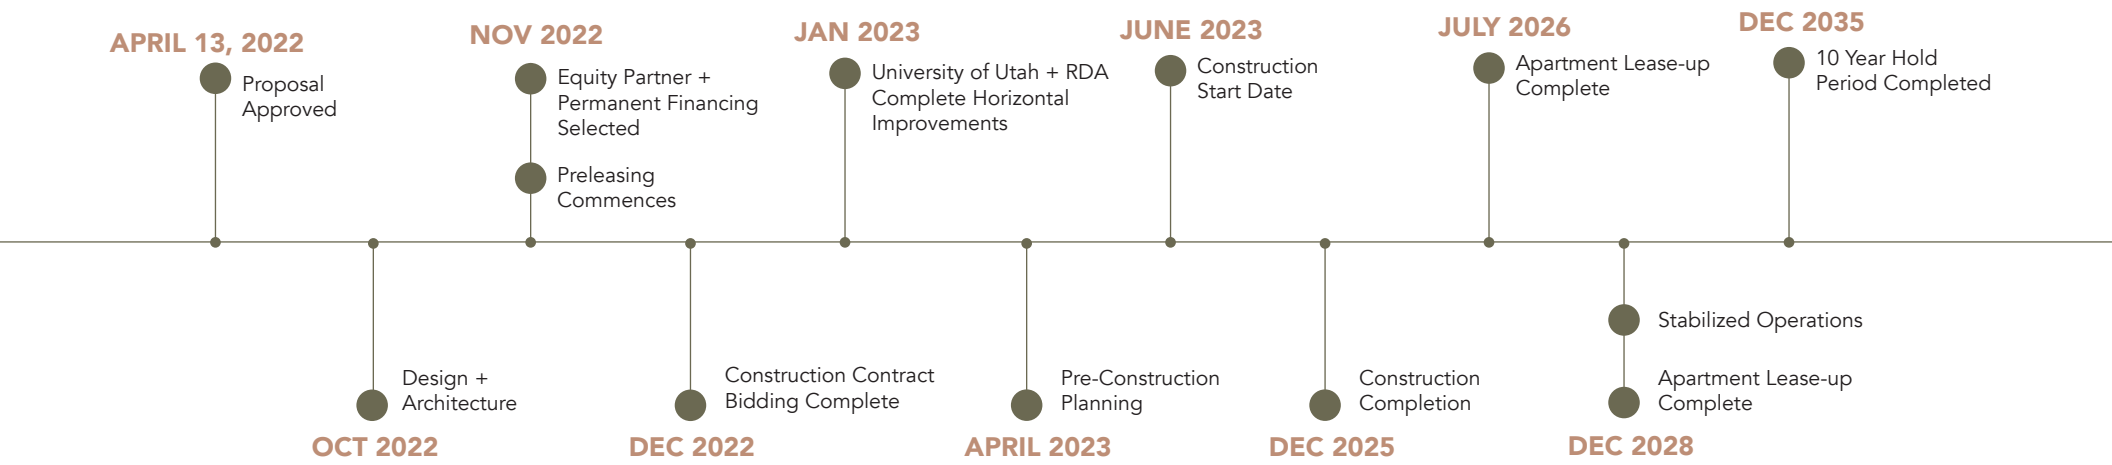 APRIL 13, 2022
Proposal
Approved
NOV 2022
Equity Partner +
Permanent Financing
Selected
Preleasing
Commences
JAN 2023
University of Utah + RDA
Complete Horizontal
Improvements
JUNE 2023
Construction
Start Date
JULY 2026
Apartment Lease-up
Complete
DEC 2035
10 Year Hold
Period Completed
Design +
Architecture
OCT 2022
Construction Contract
Bidding Complete
DEC 2022
Pre-Construction
Planning
APRIL 2023
Construction
Completion
DEC 2025
Stabilized Operations
Apartment Lease-up
Complete
DEC 2028